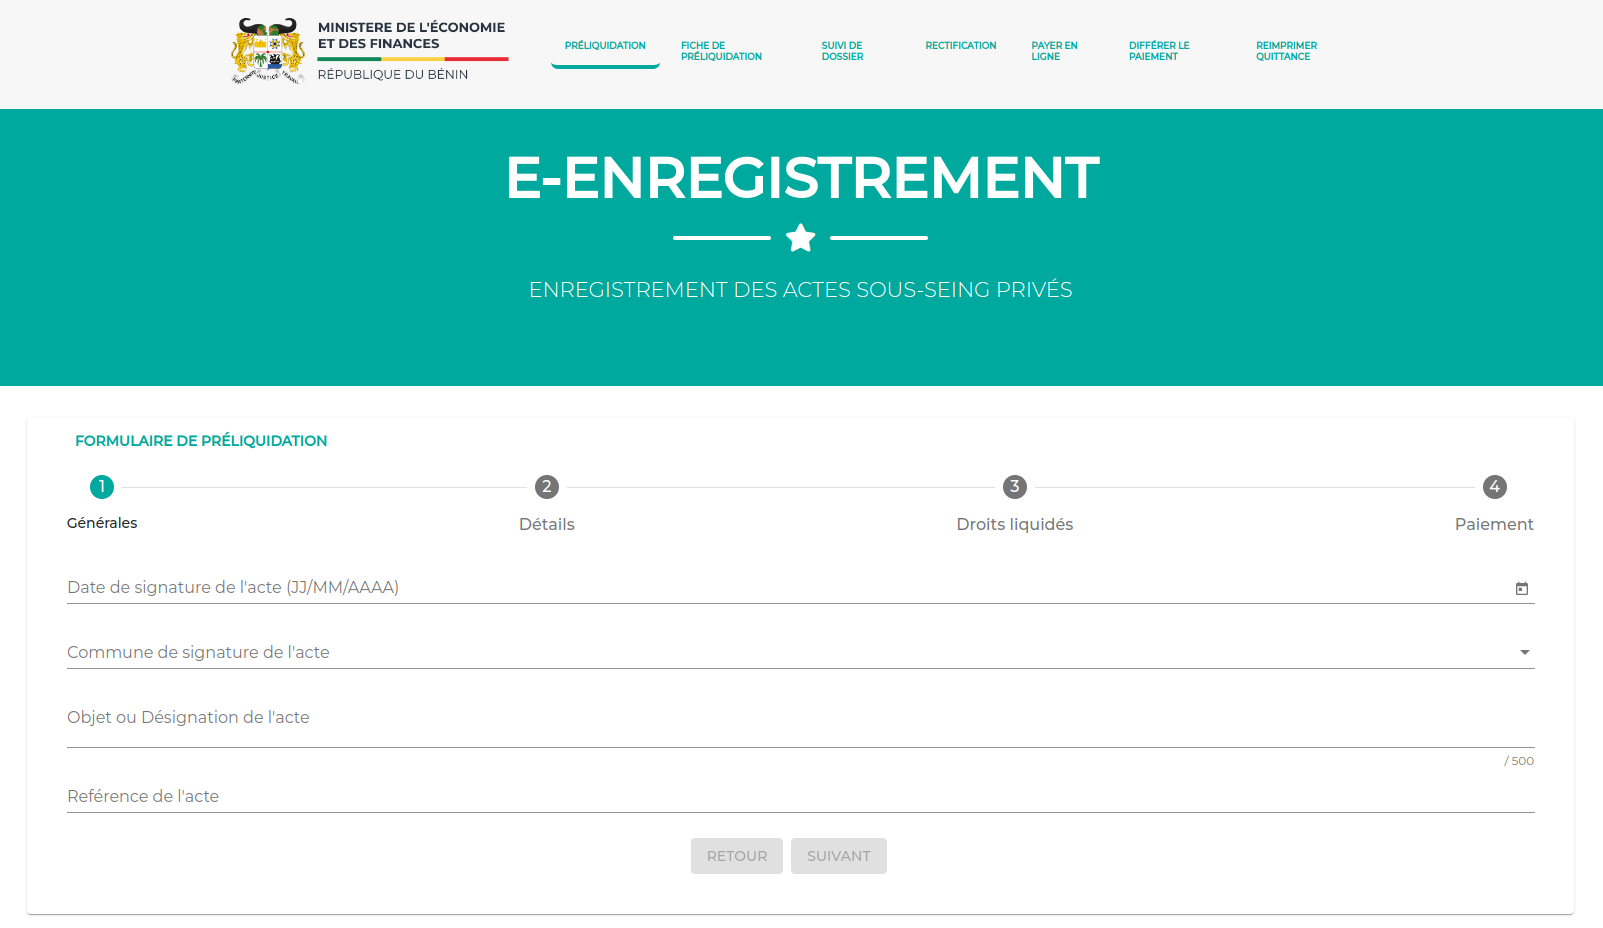 MINISTERE DE L'ÉCONOMIE
ET DES FINANCES
RÉPUBLIQUE DU BÉNIN
PRÉLIQUIDATION
FICHE DE
PRÉLIQUIDATION
SUIVI DE
DOSSIER
RECTIFICATION
PAYER EN
LIGNE
DIFFÉRER LE
PAIEMENT
REIMPRIMER
QUITTANCE
E-ENREGISTREMENT
ENREGISTREMENT DES ACTES SOUS-SEING PRIVÉS
FORMULAIRE DE PRÉLIQUIDATION
1
Générales
2
Détails
3
Droits liquidés
4
Paiement
Date de signature de l'acte (JJ/MM/AAAA)
Commune de signature de l'acte
Objet ou Désignation de l'acte
/ 500
Reférence de l'acte
RETOUR
SUIVANT